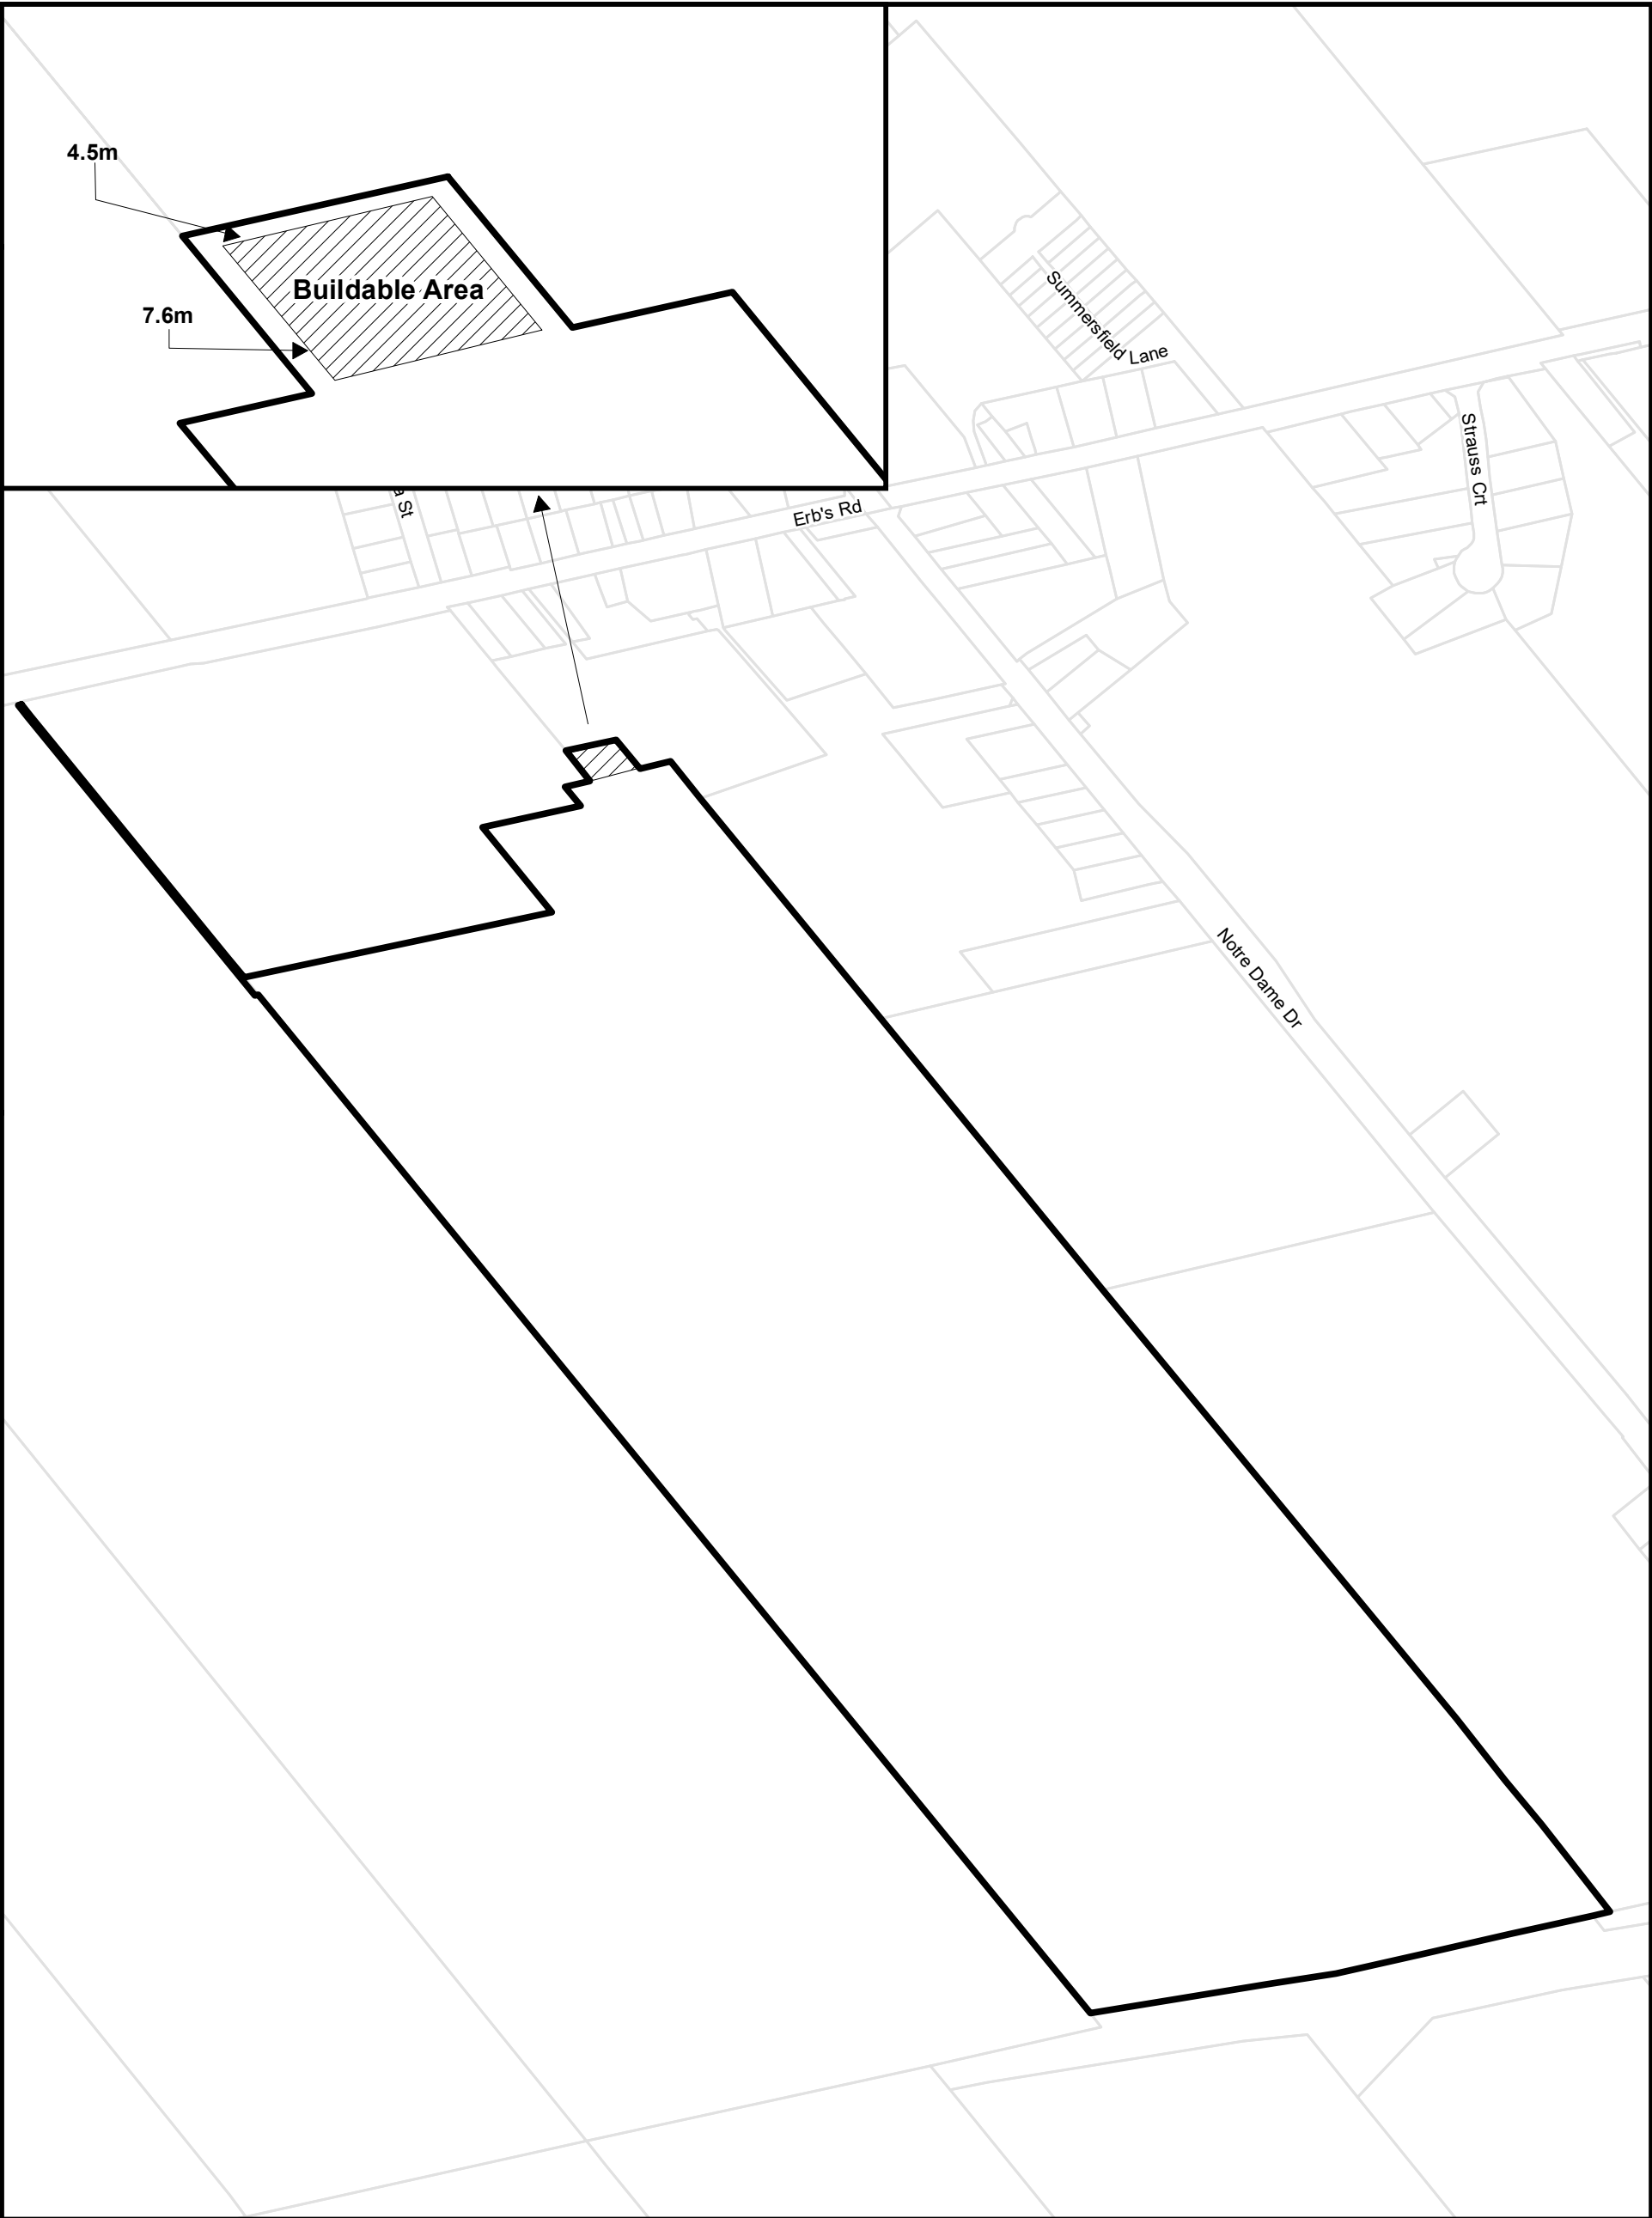 4.5m
Buildable Area
7.6m
Summersfield Lane
Strauss Crt
a St
Erb's Rd
Notre Dame Dr